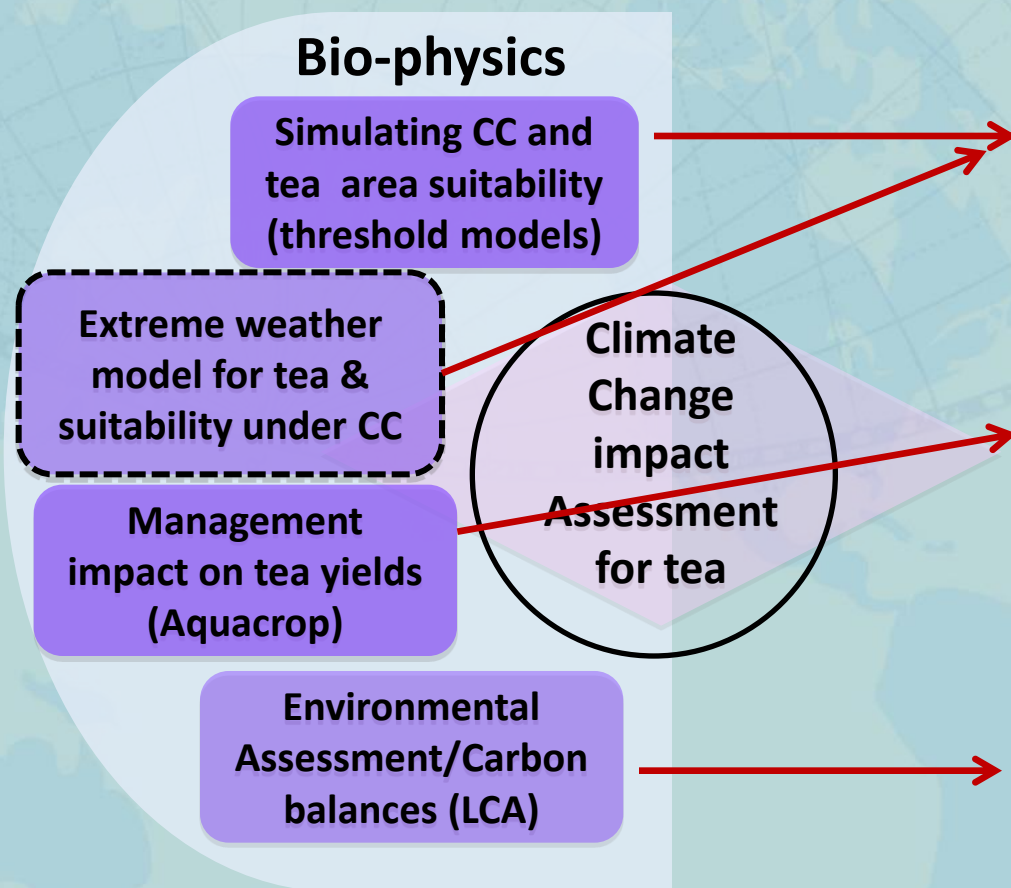 Bio-physics
Simulating CC and
tea area suitability
(threshold models)
Extreme weather
model for tea &
suitability under CC
Management
impact on tea yields
(Aquacrop)
Environmental
Assessment/Carbon
balances (LCA)
Climate
Change
impact
Assessment
for tea